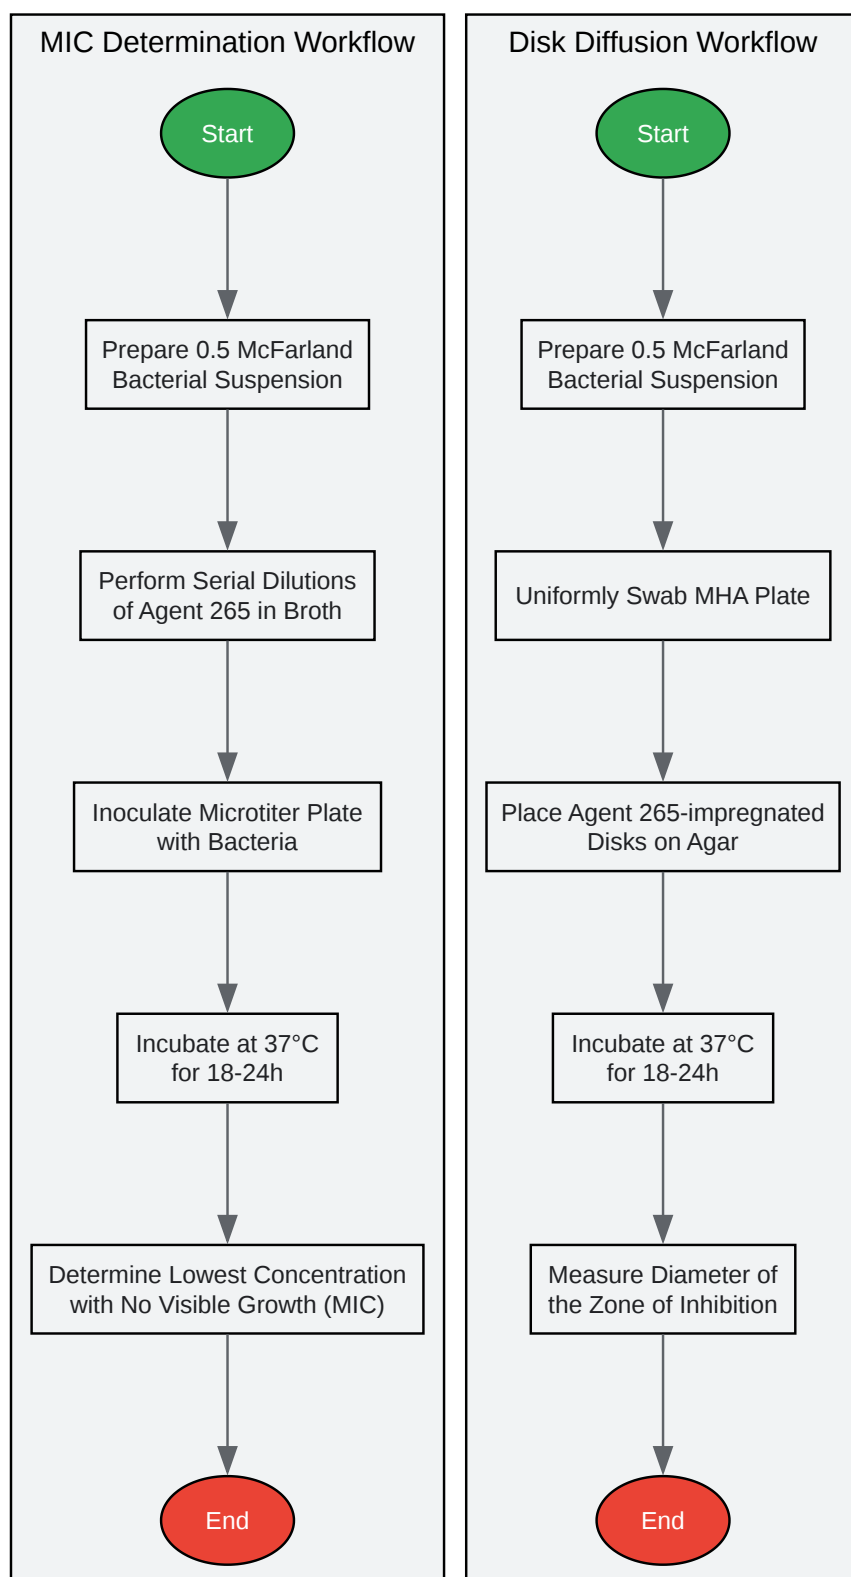 MIC Determination Workflow
Start
Prepare 0.5 McFarland
Bacterial Suspension
Perform Serial Dilutions
of Agent 265 in Broth
Inoculate Microtiter Plate
with Bacteria
Incubate at 37°C
for 18-24h
Determine Lowest Concentration
with No Visible Growth (MIC)
End
Disk Diffusion Workflow
Start
Prepare 0.5 McFarland
Bacterial Suspension
Uniformly Swab MHA Plate
Place Agent 265-impregnated
Disks on Agar
Incubate at 37°C
for 18-24h
Measure Diameter of
the Zone of Inhibition
End